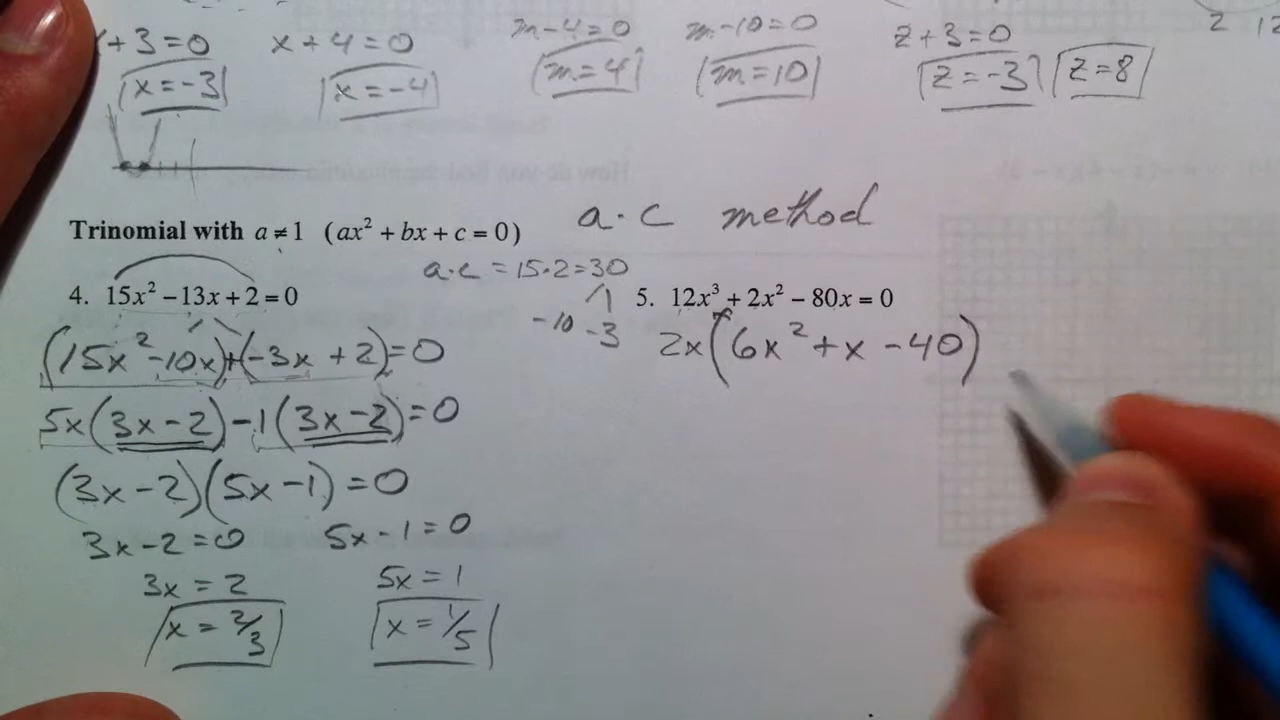 x+3=0 x+4=0 m-4=0 m-10=0 z+3=0 2 12
x=-3 x=-4 m=4 m=10 z=-3 z=8
Trinomial with a≠1 (ax²+bx+c=0) a·c method
a·c = 15·2=30
4. 15x² −13x+2=0 5. 12x³+2x²−80x=0
-10 -3
(15x²-10x)+(-3x+2)=0 2x(6x²+x-40)
5x(3x-2)-1(3x-2)=0
(3x-2)(5x-1)=0
3x-2=0 5x-1=0
3x=2 5x=1
x=2/3 x=1/5